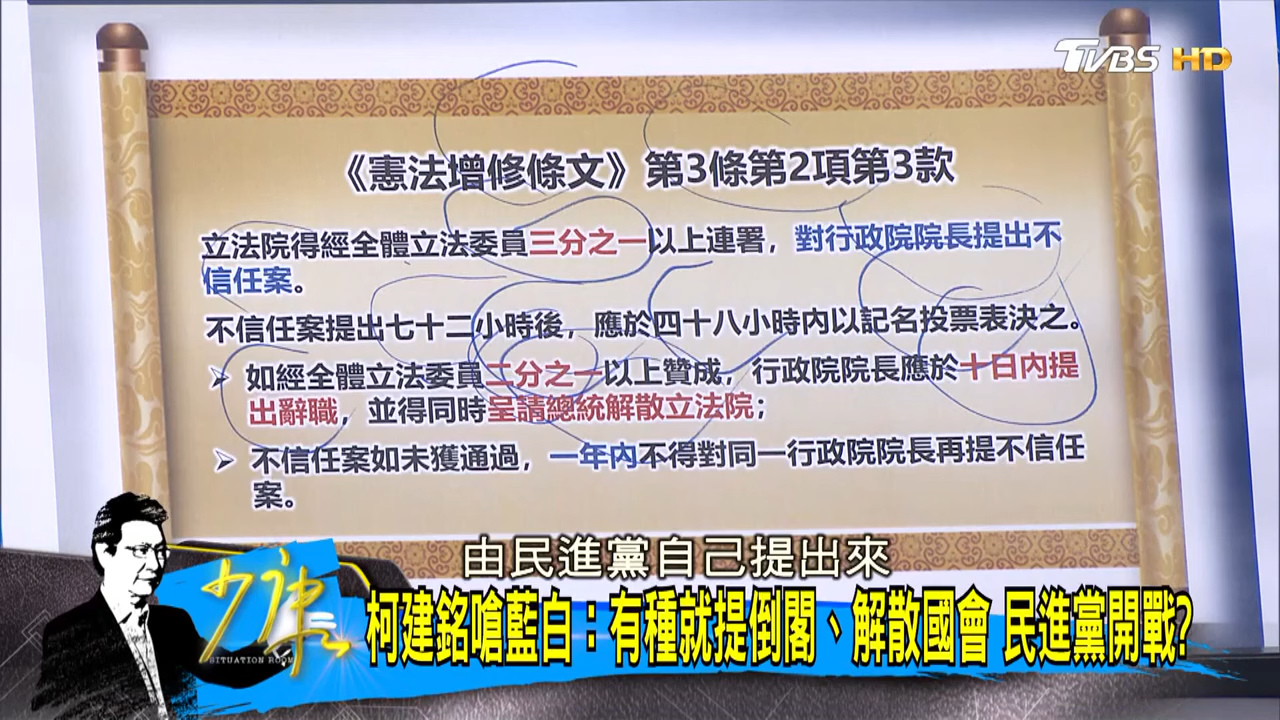 TVBS HD
《憲法增修條文》第3條第2項第3款
立法院得經全體立法委員三分之一以上連署，對行政院院長提出不
信任案。
不信任案提出七十二小時後，應於四十八小時內以記名投票表決之。
➢ 如經全體立法委員二分之一以上贊成，行政院院長應於十日內提
出辭職，並得同時呈請總統解散立法院；
➢ 不信任案如未獲通過，一年內不得對同一行政院院長再提不信任
案。
由民進黨自己提出來
少康
SITUATION ROOM
柯建銘嗆藍白：有種就提倒閣、解散國會 民進黨開戰?